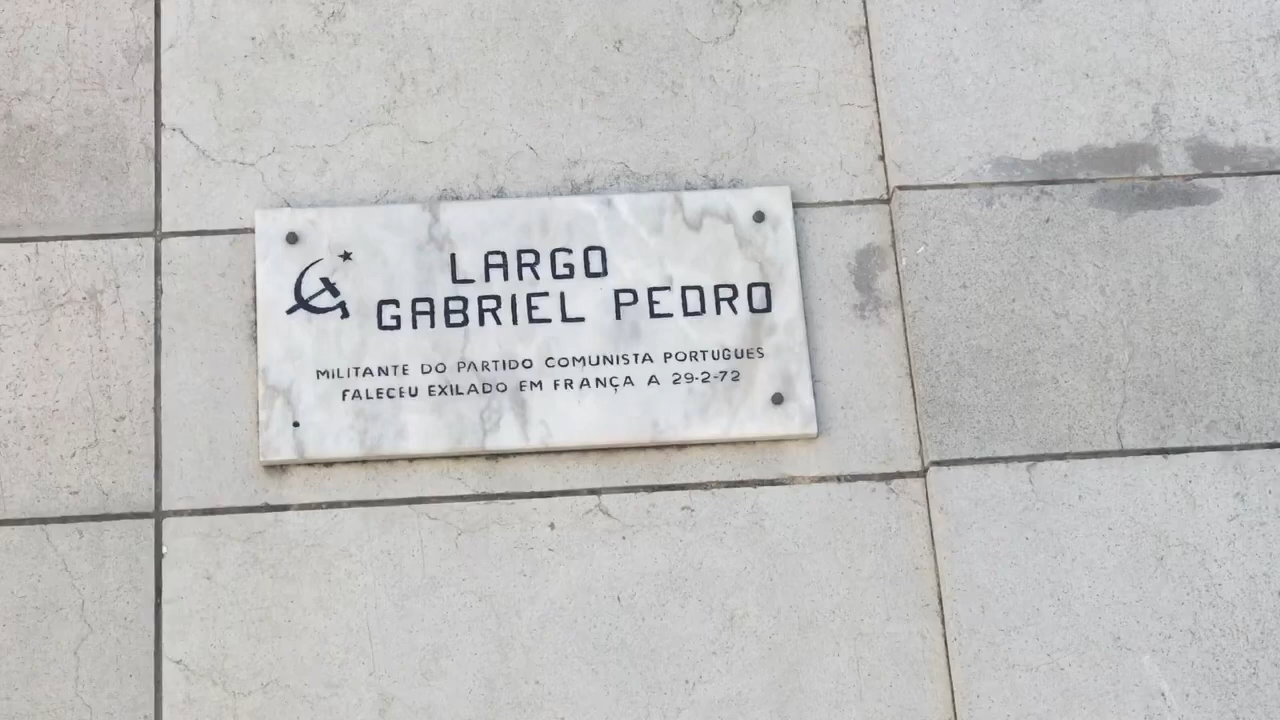 LARGO
GABRIEL PEDRO
MILITANTE DO PARTIDO COMUNISTA PORTUGUES
FALECEU EXILADO EM FRANÇA A 29-2-72